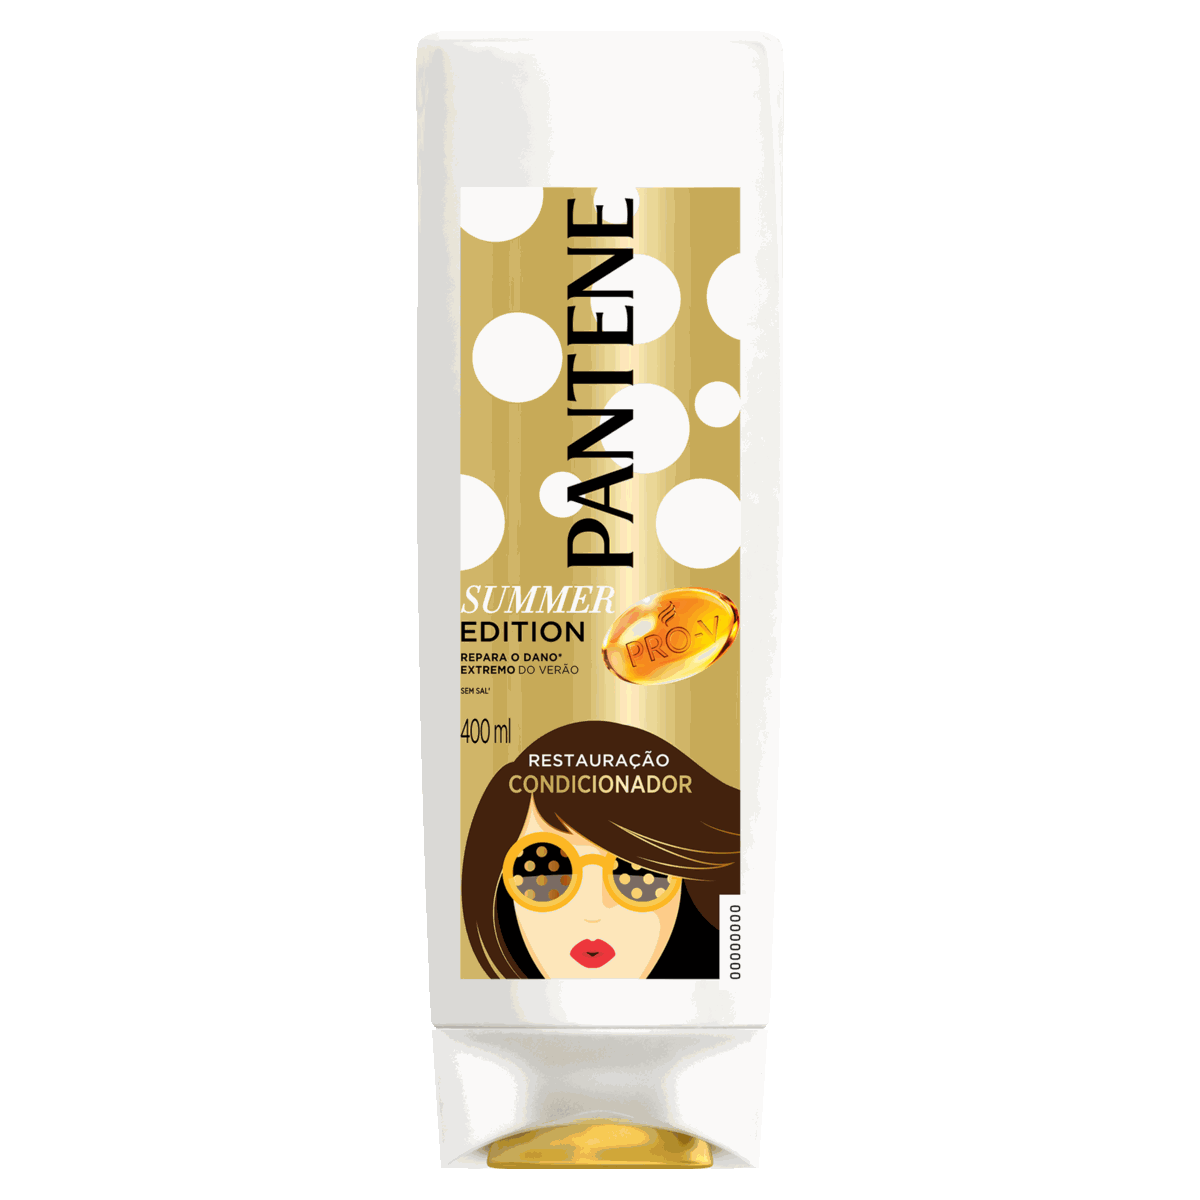 PANTENE
SUMMER
EDITION
PRO-V
REPARA O DANO*
EXTREMO DO VERÃO
SEM SAL¹
400 ml
RESTAURAÇÃO
CONDICIONADOR
00000000